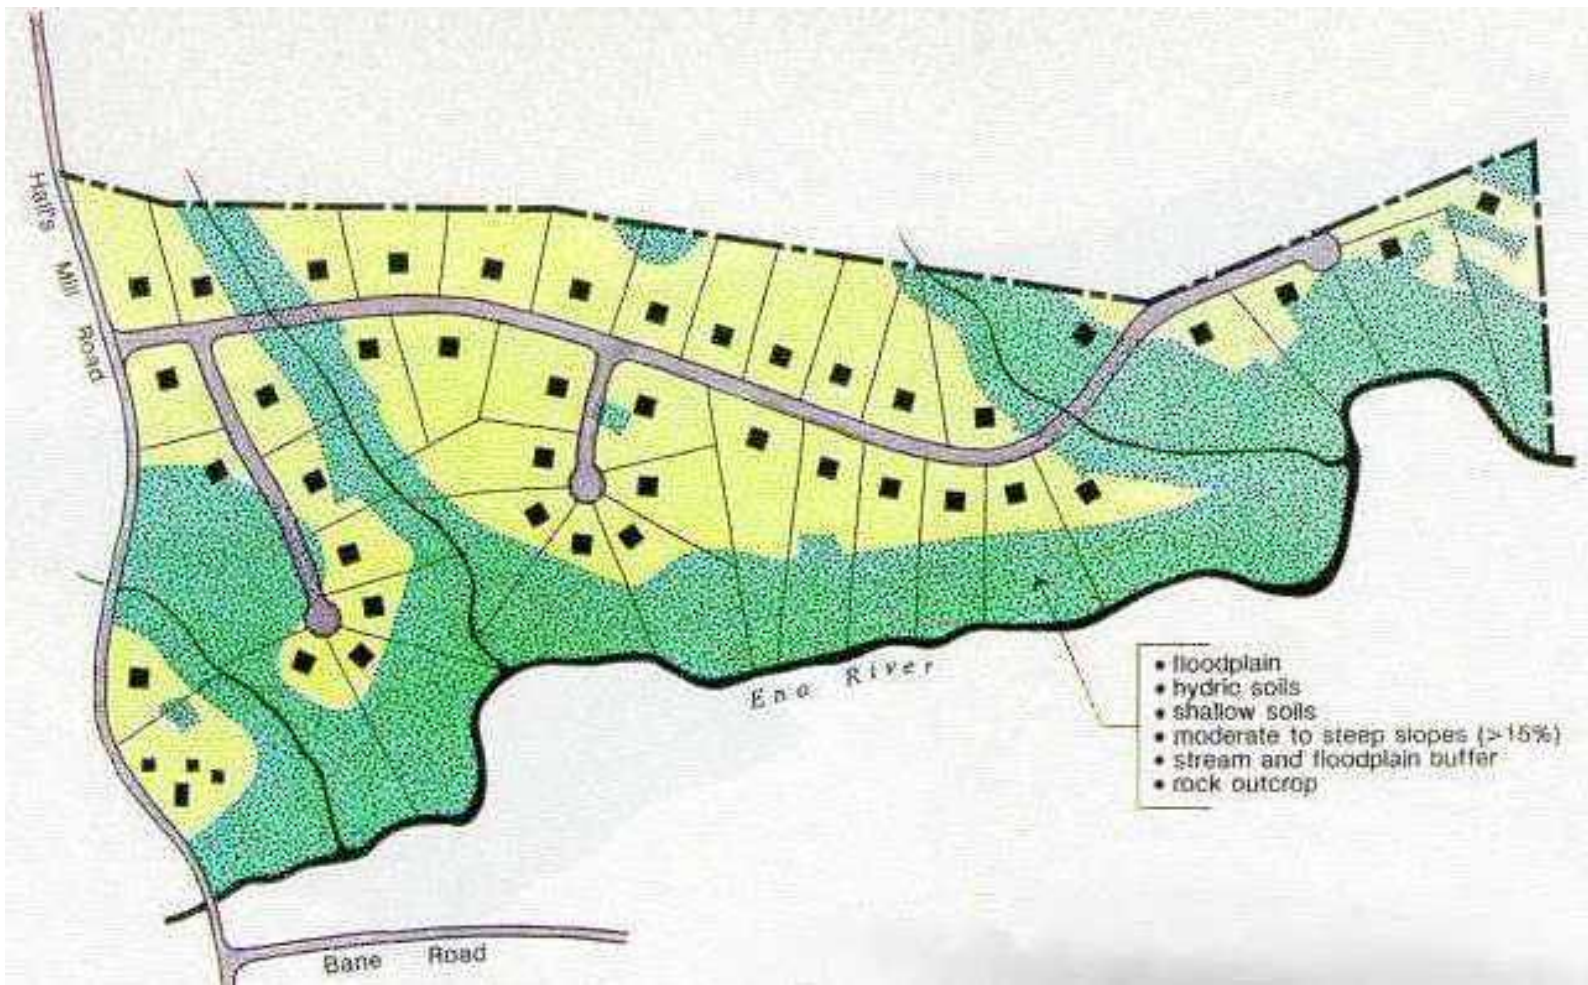 Hall's Mill Road
Eno River
• floodplain
• hydric soils
• shallow soils
• moderate to steep slopes (>15%)
• stream and floodplain buffer
• rock outcrop
Bane Road